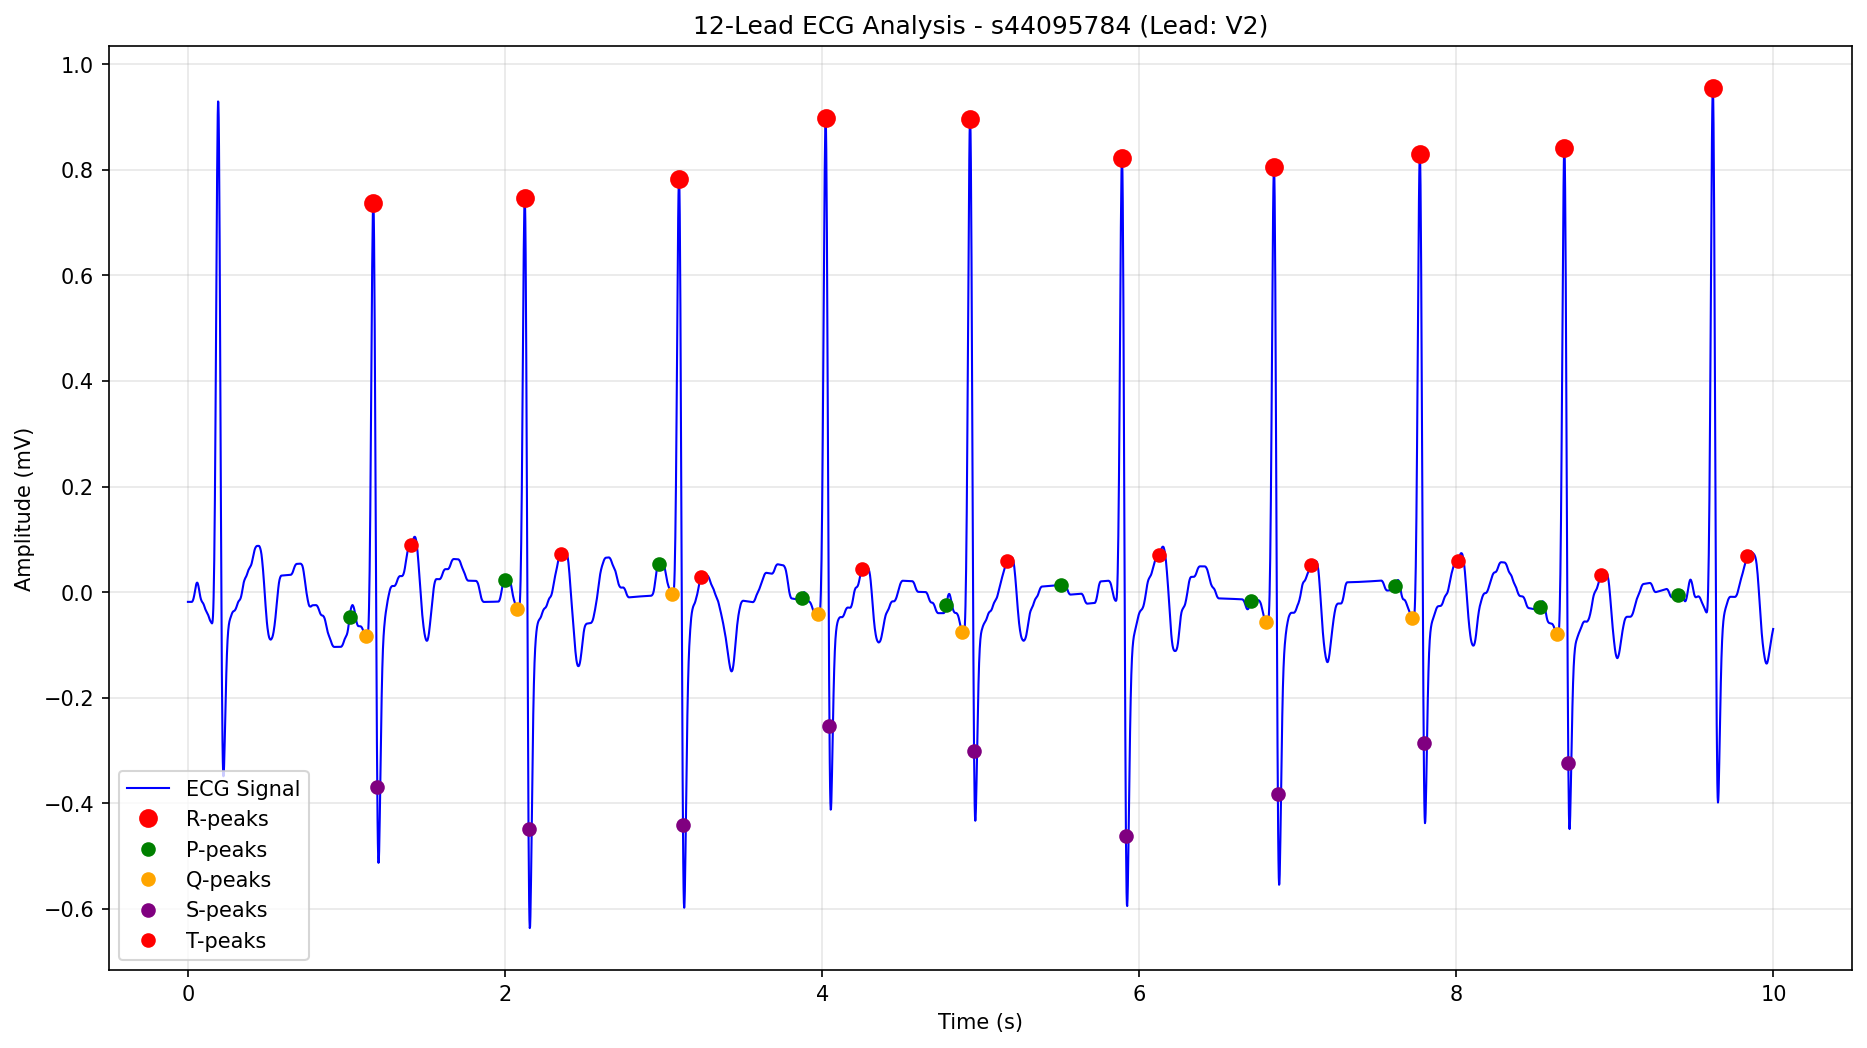 12-Lead ECG Analysis - s44095784 (Lead: V2)
1.0
0.8
0.6
0.4
0.2
0.0
−0.2
−0.4
−0.6
Amplitude (mV)
ECG Signal
R-peaks
P-peaks
Q-peaks
S-peaks
T-peaks
0 2 4 6 8 10
Time (s)